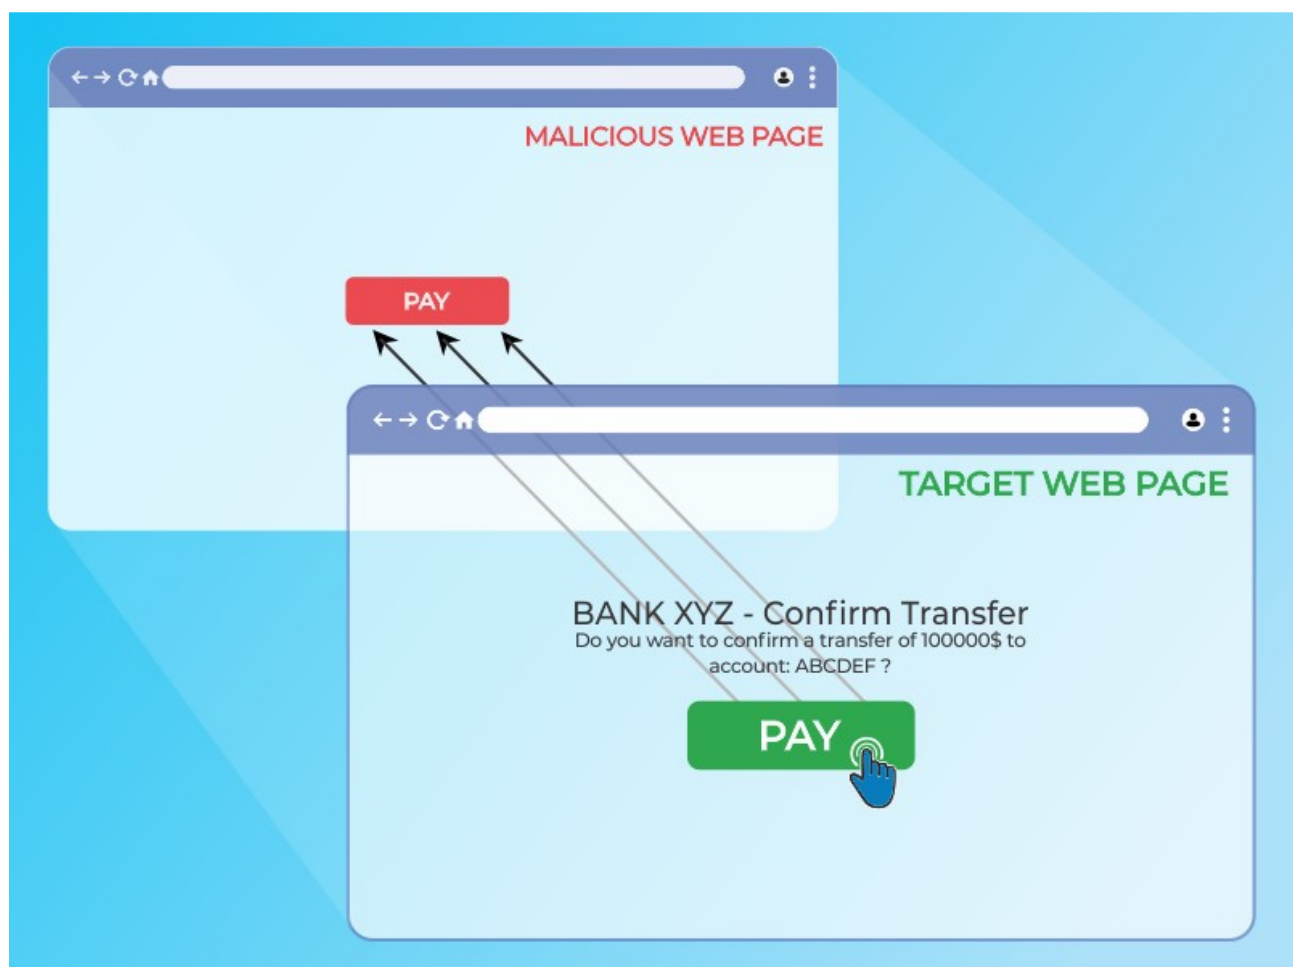 MALICIOUS WEB PAGE
PAY
TARGET WEB PAGE
BANK XYZ - Confirm Transfer
Do you want to confirm a transfer of 100000$ to
account: ABCDEF ?
PAY